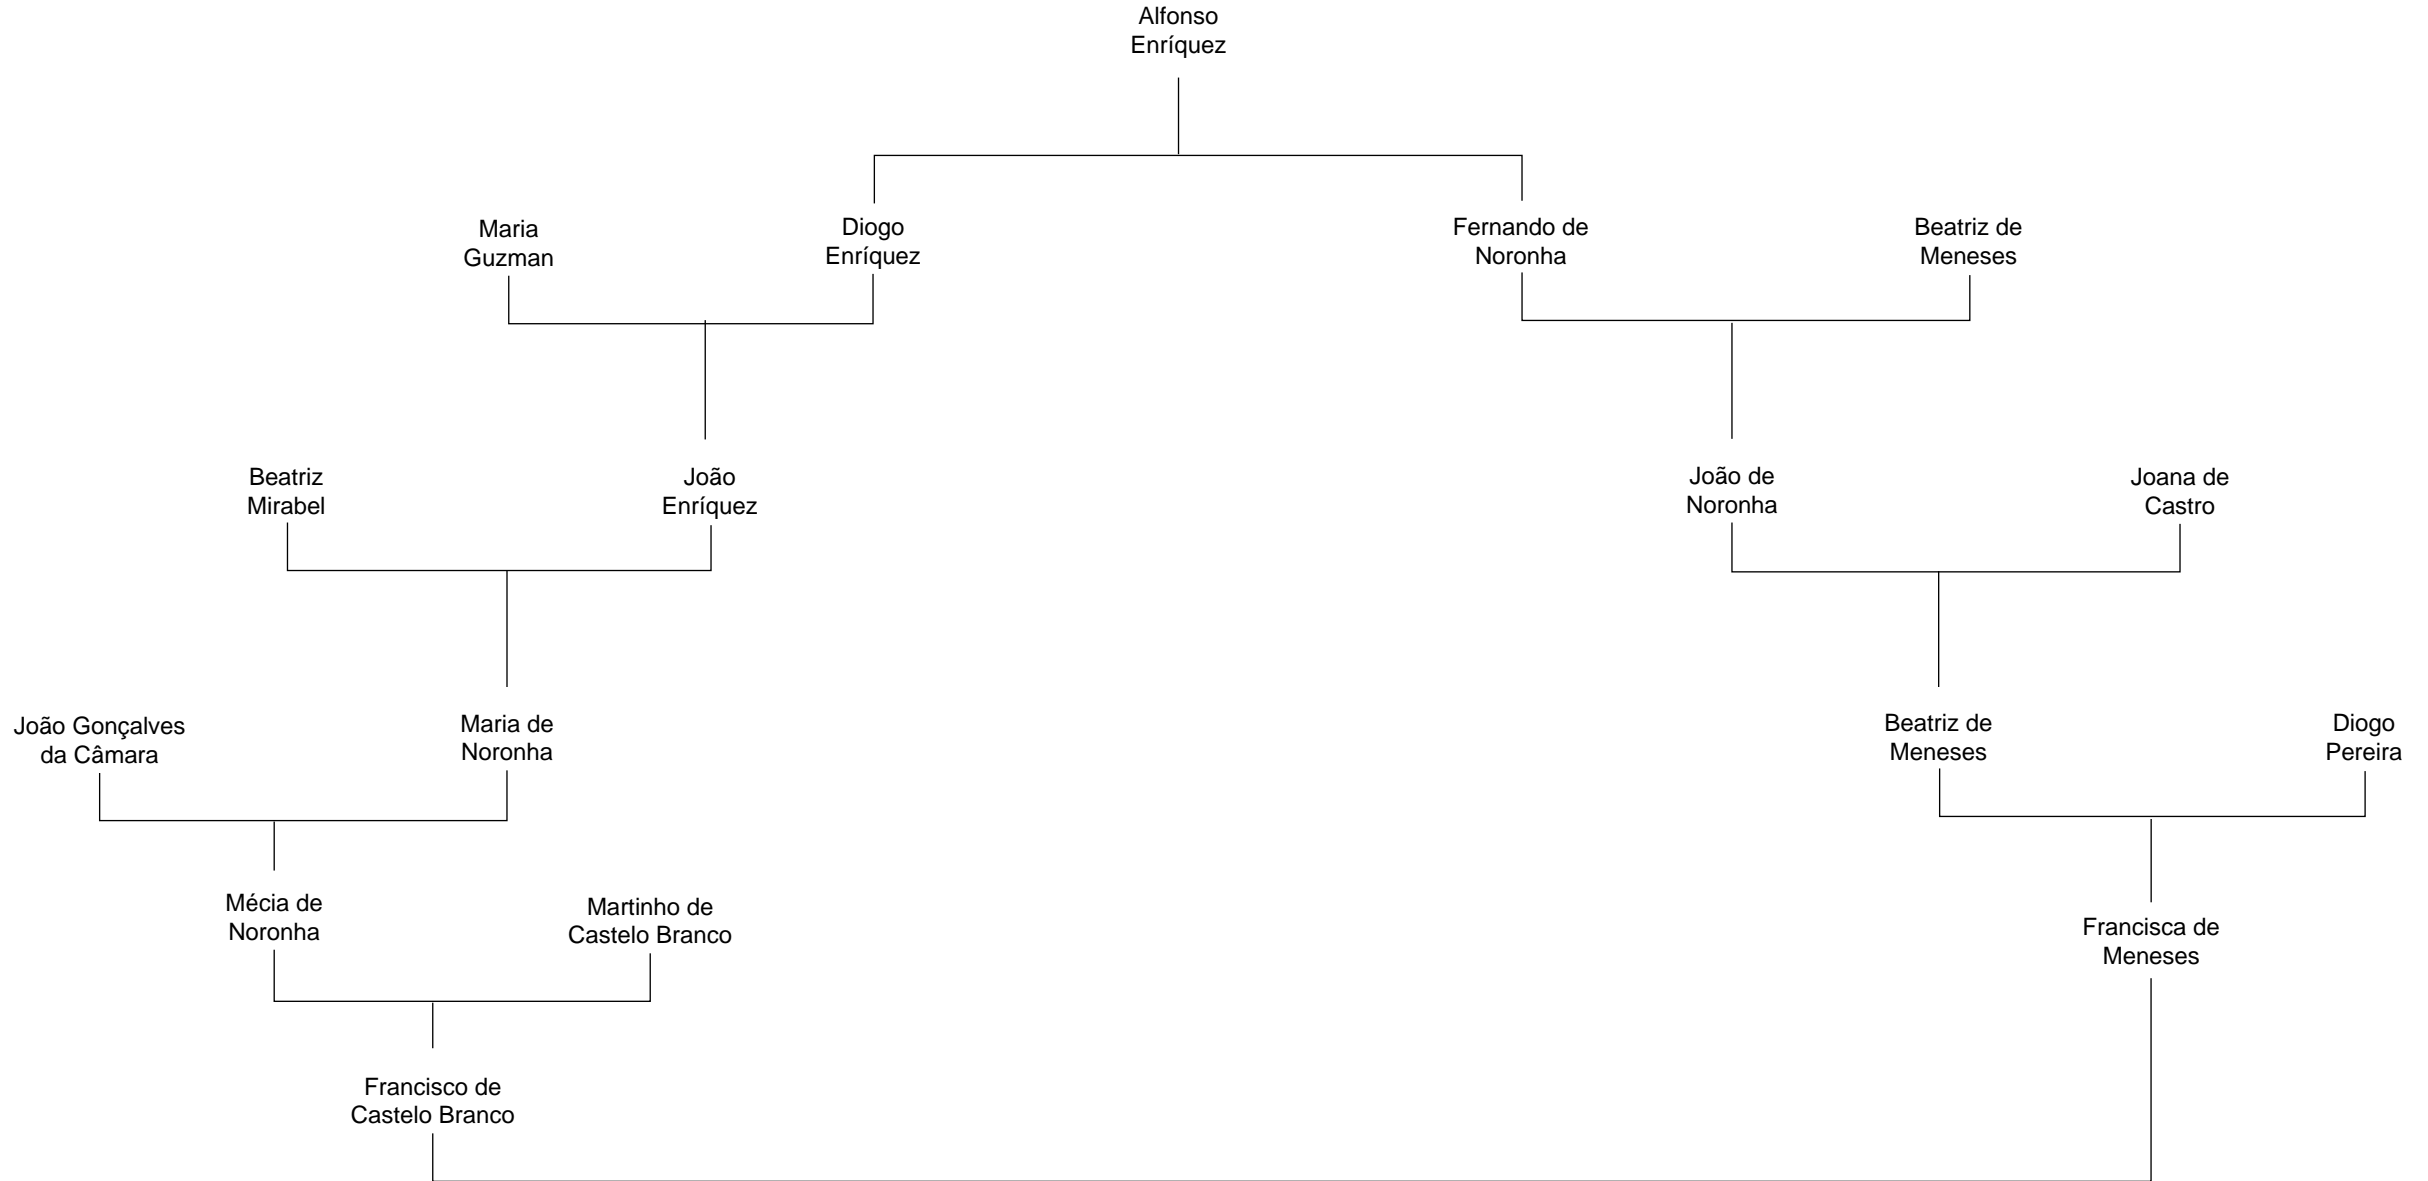 Alfonso
Enríquez
Maria
Guzman
Diogo
Enríquez
Fernando de
Noronha
Beatriz de
Meneses
Beatriz
Mirabel
João
Enríquez
João de
Noronha
Joana de
Castro
João Gonçalves
da Câmara
Maria de
Noronha
Beatriz de
Meneses
Diogo
Pereira
Mécia de
Noronha
Martinho de
Castelo Branco
Francisca de
Meneses
Francisco de
Castelo Branco